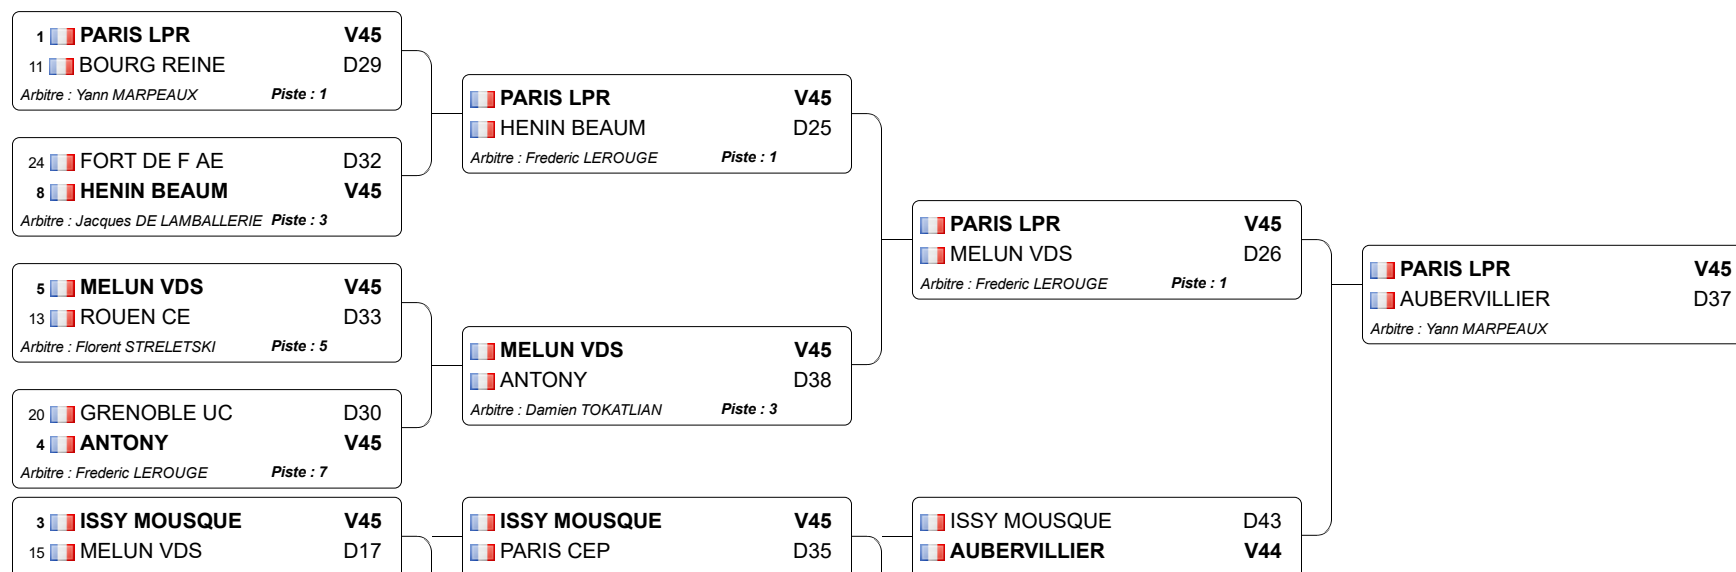 1 PARIS LPR V45
11 BOURG REINE D29
Arbitre : Yann MARPEAUX Piste : 1
24 FORT DE F AE D32
8 HENIN BEAUM V45
Arbitre : Jacques DE LAMBALLERIE Piste : 3
5 MELUN VDS V45
13 ROUEN CE D33
Arbitre : Florent STRELETSKI Piste : 5
20 GRENOBLE UC D30
4 ANTONY V45
Arbitre : Frederic LEROUGE Piste : 7
3 ISSY MOUSQUE V45
15 MELUN VDS D17
PARIS LPR V45
HENIN BEAUM D25
Arbitre : Frederic LEROUGE Piste : 1
MELUN VDS V45
ANTONY D38
Arbitre : Damien TOKATLIAN Piste : 3
ISSY MOUSQUE V45
PARIS CEP D35
PARIS LPR V45
MELUN VDS D26
Arbitre : Frederic LEROUGE Piste : 1
ISSY MOUSQUE D43
AUBERVILLIER V44
PARIS LPR V45
AUBERVILLIER D37
Arbitre : Yann MARPEAUX